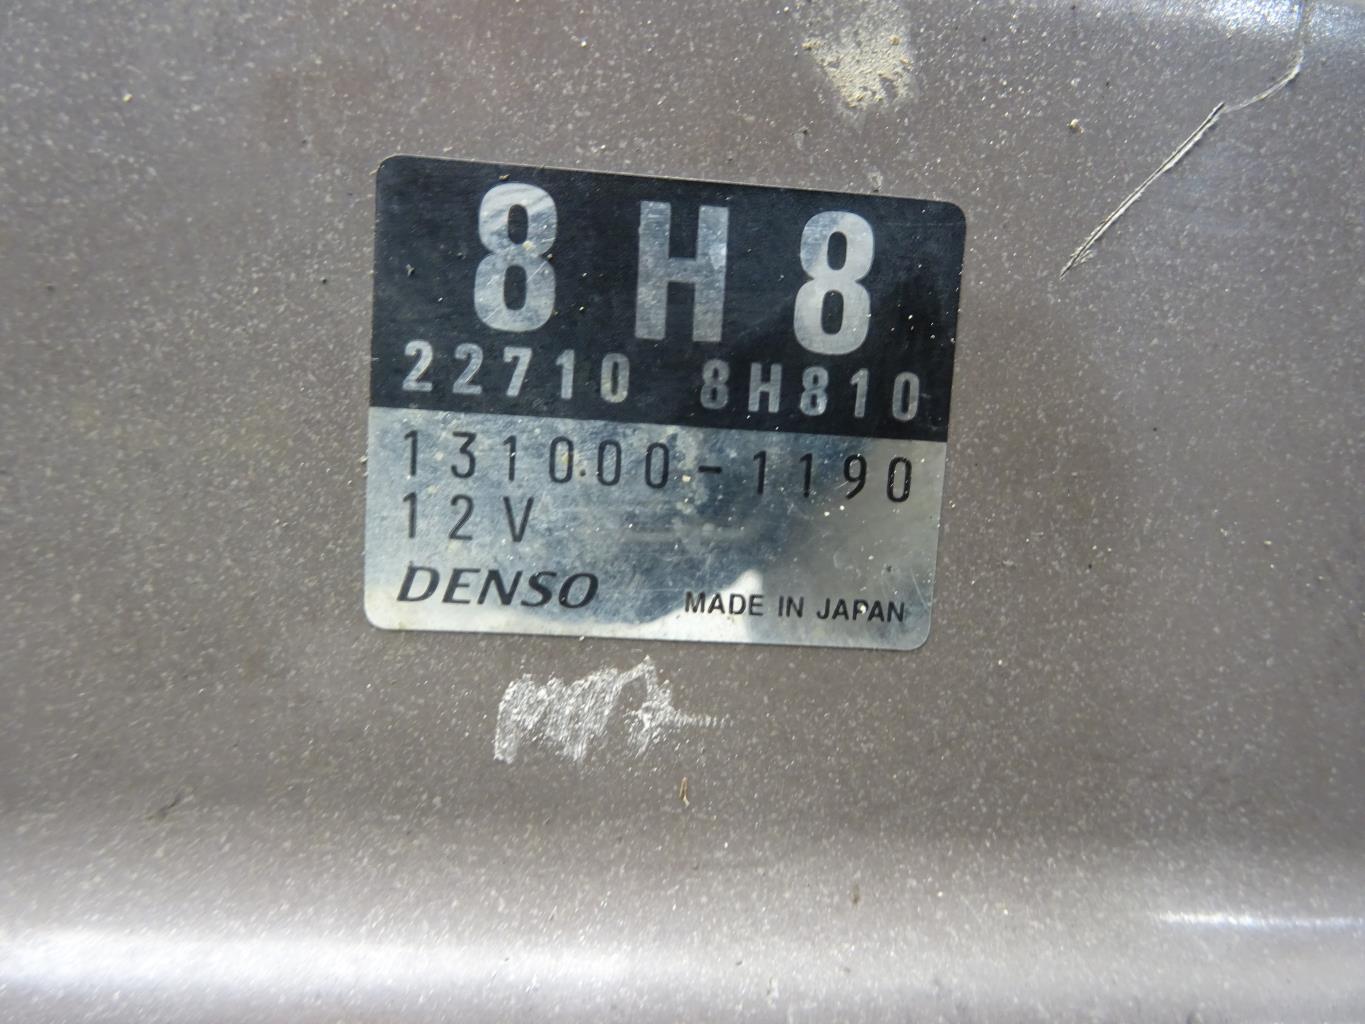 8H8
22710 8H810
131000-1190
12V
DENSO MADE IN JAPAN